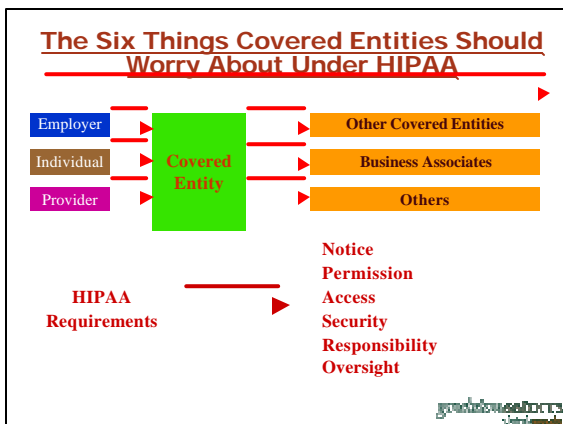 The Six Things Covered Entities Should
Worry About Under HIPAA
Employer
Individual
Provider
Covered
Entity
Other Covered Entities
Business Associates
Others
HIPAA
Requirements
Notice
Permission
Access
Security
Responsibility
Oversight